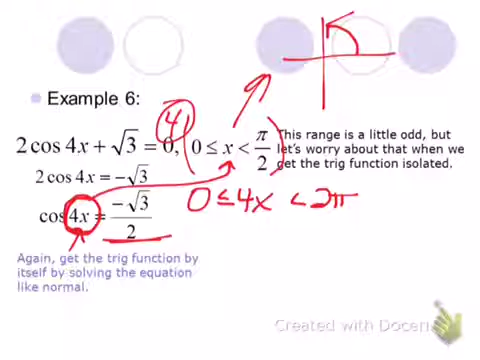 Example 6:
4(
2 cos 4x + √3 = 0, 0 ≤ x < π/2 )
This range is a little odd, but
let's worry about that when we
get the trig function isolated.
2 cos 4x = −√3
0 ≤ 4x < 2π
cos 4x = −√3/2
Again, get the trig function by
itself by solving the equation
like normal.
Created with Doceri